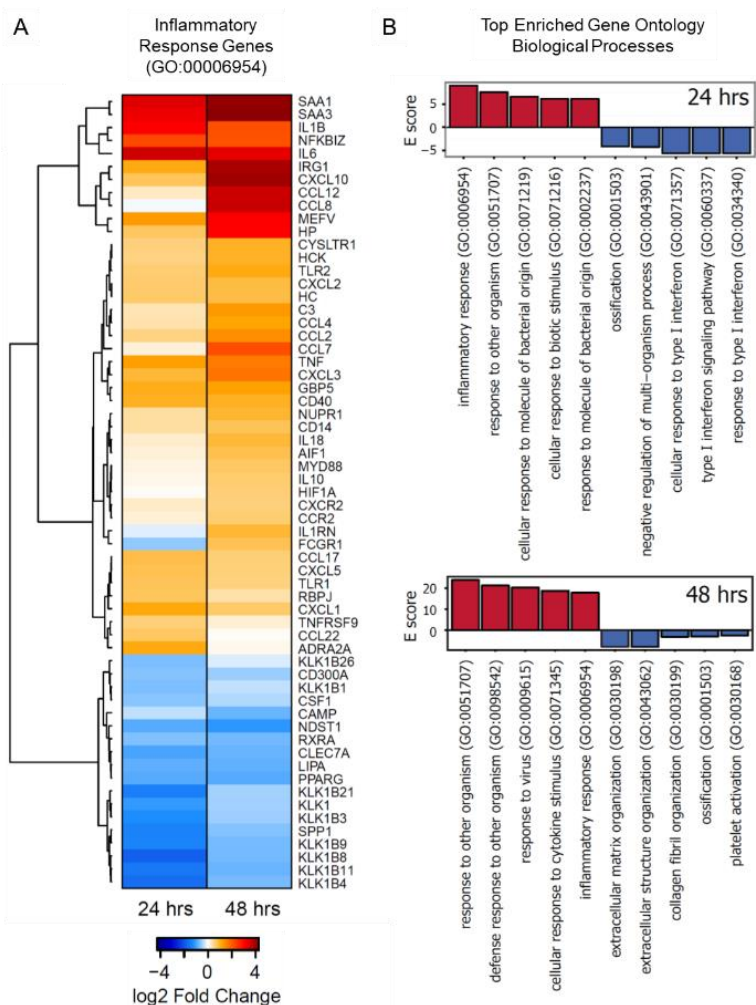 A
Inflammatory
Response Genes
(GO:00006954)
SAA1
SAA3
IL1B
NFKBIZ
IL6
IRG1
CXCL10
CCL12
CCL8
MEFV
HP
CYSLTR1
HCK
TLR2
CXCL2
HC
C3
CCL4
CCL2
CCL7
TNF
CXCL3
GBP5
CD40
NUPR1
CD14
IL18
AIF1
MYD88
IL10
HIF1A
CXCR2
CCR2
IL1RN
FCGR1
CCL17
CXCL5
TLR1
RBPJ
CXCL1
TNFRSF9
CCL22
ADRA2A
KLK1B26
CD300A
KLK1B1
CSF1
CAMP
NDST1
RXRA
CLEC7A
LIPA
PPARG
KLK1B21
KLK1
KLK1B3
SPP1
KLK1B9
KLK1B8
KLK1B11
KLK1B4
24 hrs 48 hrs
−4 0 4
log2 Fold Change
B
Top Enriched Gene Ontology
Biological Processes
24 hrs
E score
5
0
−5
inflammatory response (GO:0006954)
response to other organism (GO:0051707)
cellular response to molecule of bacterial origin (GO:0071219)
cellular response to biotic stimulus (GO:0071216)
response to molecule of bacterial origin (GO:0002237)
ossification (GO:0001503)
negative regulation of multi−organism process (GO:0043901)
cellular response to type I interferon (GO:0071357)
type I interferon signaling pathway (GO:0060337)
response to type I interferon (GO:0034340)
48 hrs
E score
20
10
0
response to other organism (GO:0051707)
defense response to other organism (GO:0098542)
response to virus (GO:0009615)
cellular response to cytokine stimulus (GO:0071345)
inflammatory response (GO:0006954)
extracellular matrix organization (GO:0030198)
extracellular structure organization (GO:0043062)
collagen fibril organization (GO:0030199)
ossification (GO:0001503)
platelet activation (GO:0030168)